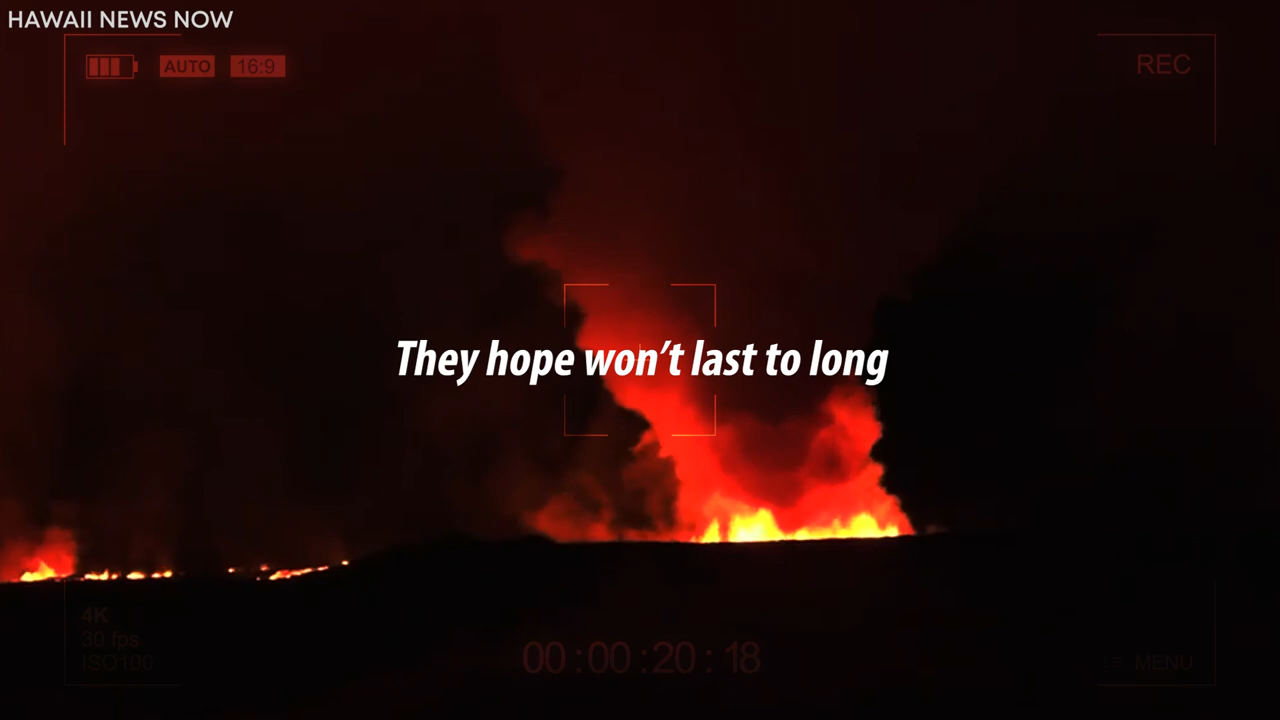 HAWAII NEWS NOW
AUTO 16:9
REC
They hope won't last to long
4K
30 fps
ISO100
00:00:20:18
MENU